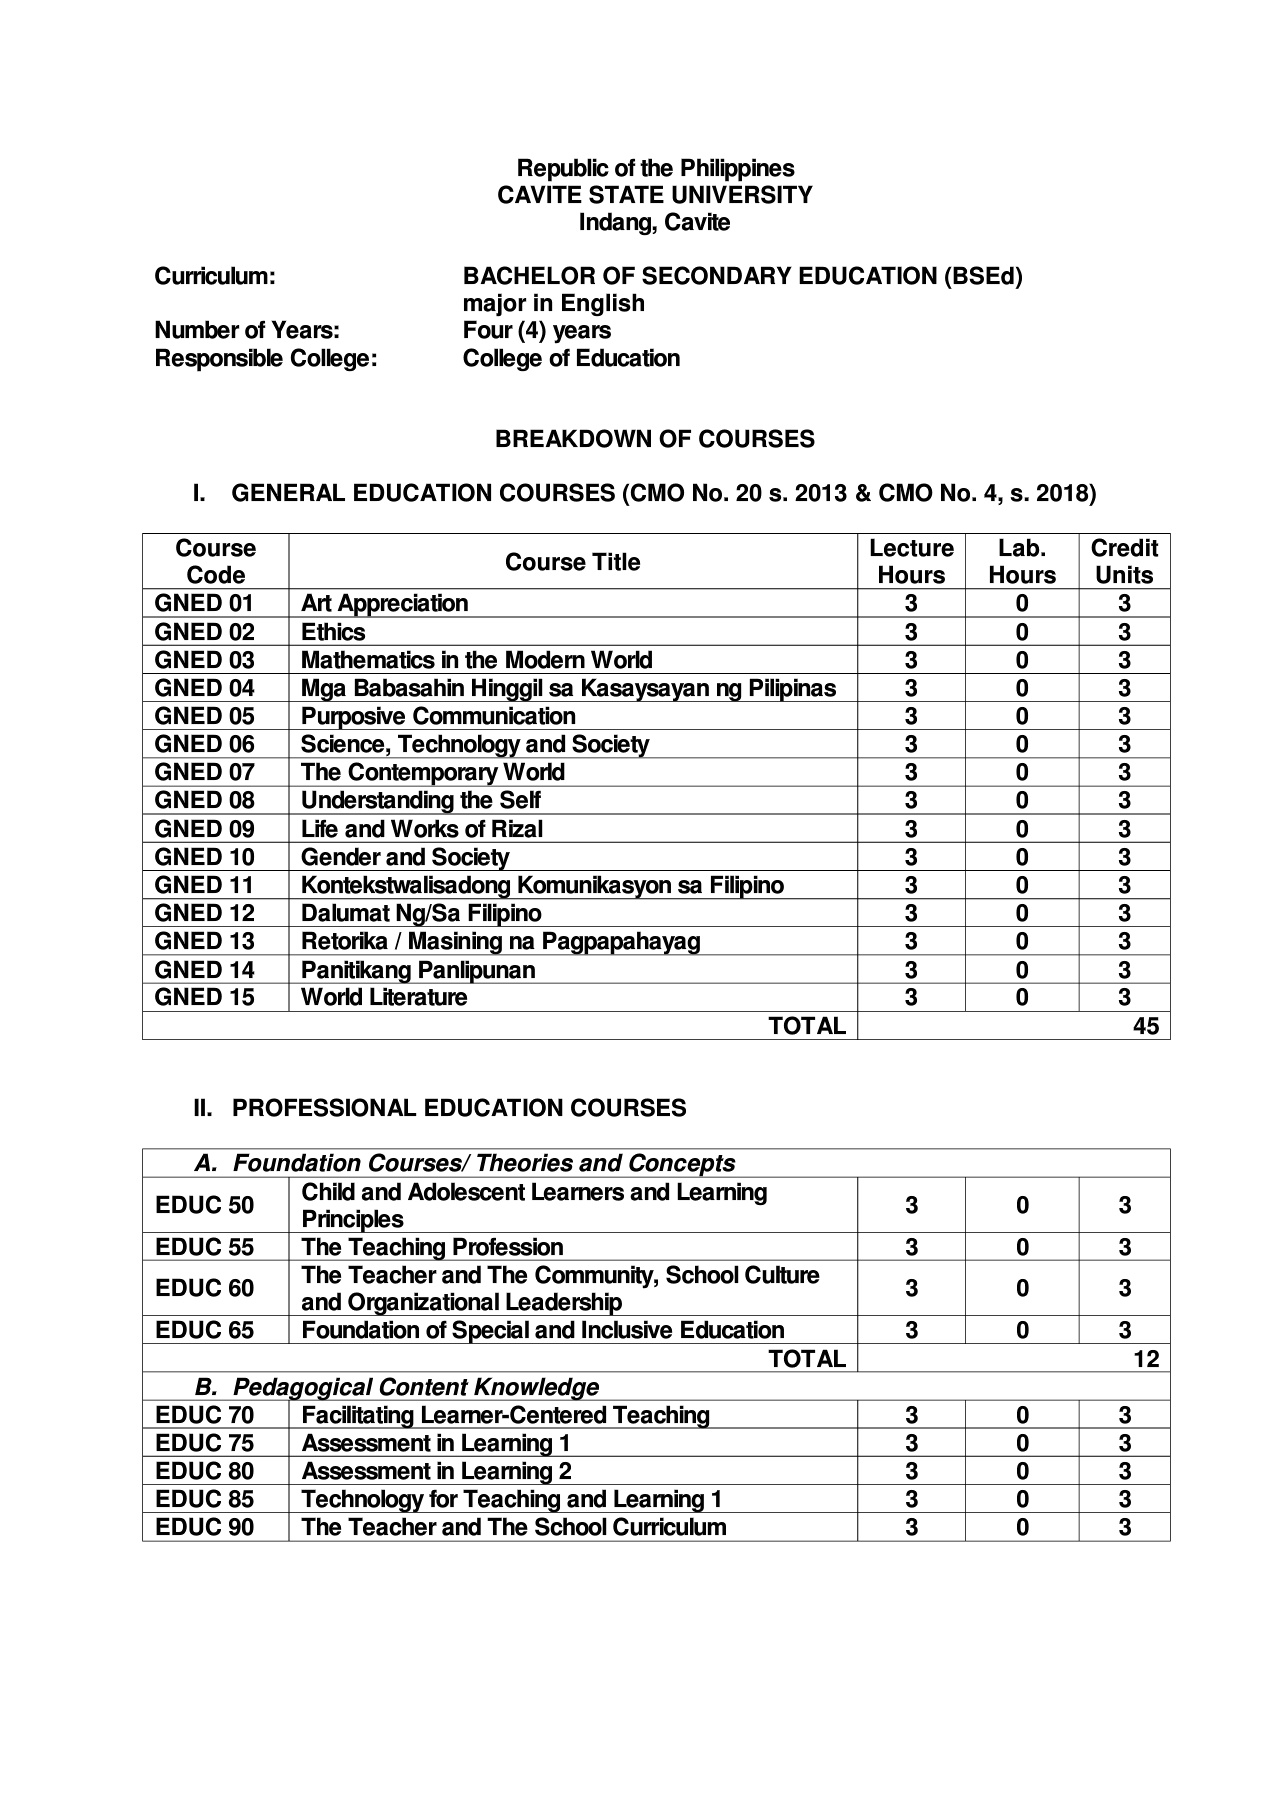 Republic of the Philippines
CAVITE STATE UNIVERSITY
Indang, Cavite
Curriculum: BACHELOR OF SECONDARY EDUCATION (BSEd)
major in English
Number of Years: Four (4) years
Responsible College: College of Education
BREAKDOWN OF COURSES
I. GENERAL EDUCATION COURSES (CMO No. 20 s. 2013 & CMO No. 4, s. 2018)
Course Code Course Title Lecture Hours Lab. Hours Credit Units
GNED 01 Art Appreciation 3 0 3
GNED 02 Ethics 3 0 3
GNED 03 Mathematics in the Modern World 3 0 3
GNED 04 Mga Babasahin Hinggil sa Kasaysayan ng Pilipinas 3 0 3
GNED 05 Purposive Communication 3 0 3
GNED 06 Science, Technology and Society 3 0 3
GNED 07 The Contemporary World 3 0 3
GNED 08 Understanding the Self 3 0 3
GNED 09 Life and Works of Rizal 3 0 3
GNED 10 Gender and Society 3 0 3
GNED 11 Kontekstwalisadong Komunikasyon sa Filipino 3 0 3
GNED 12 Dalumat Ng/Sa Filipino 3 0 3
GNED 13 Retorika / Masining na Pagpapahayag 3 0 3
GNED 14 Panitikang Panlipunan 3 0 3
GNED 15 World Literature 3 0 3
TOTAL 45
II. PROFESSIONAL EDUCATION COURSES
A. Foundation Courses/ Theories and Concepts
EDUC 50 Child and Adolescent Learners and Learning Principles 3 0 3
EDUC 55 The Teaching Profession 3 0 3
EDUC 60 The Teacher and The Community, School Culture and Organizational Leadership 3 0 3
EDUC 65 Foundation of Special and Inclusive Education 3 0 3
TOTAL 12
B. Pedagogical Content Knowledge
EDUC 70 Facilitating Learner-Centered Teaching 3 0 3
EDUC 75 Assessment in Learning 1 3 0 3
EDUC 80 Assessment in Learning 2 3 0 3
EDUC 85 Technology for Teaching and Learning 1 3 0 3
EDUC 90 The Teacher and The School Curriculum 3 0 3